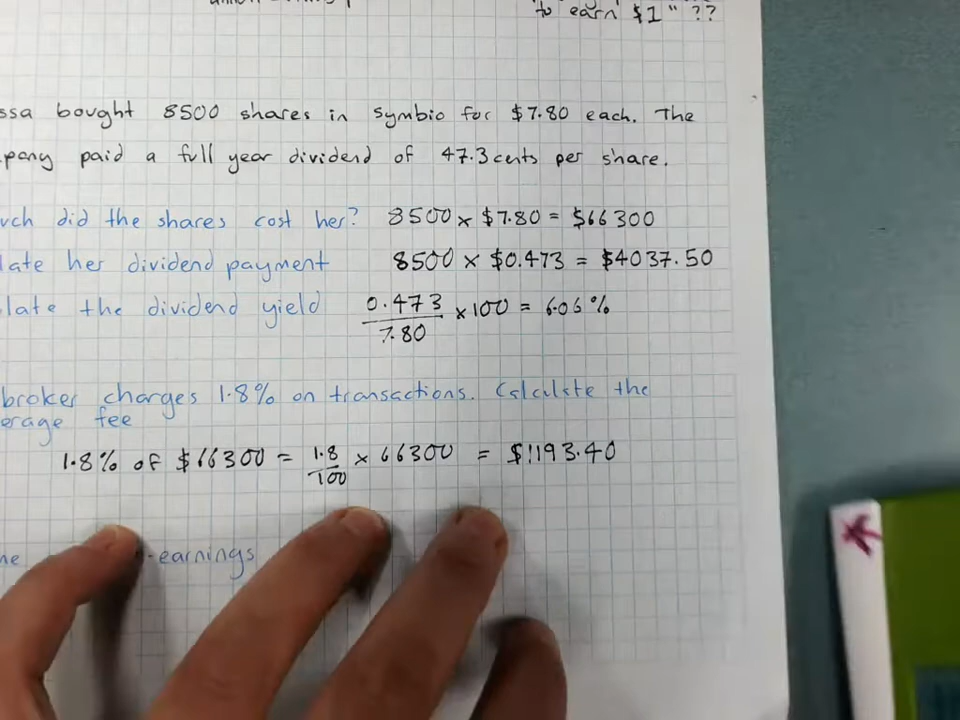 to earn $1" ??
ssa bought 8500 shares in Symbio for $7.80 each. The
pany paid a full year dividend of 47.3 cents per share.
uch did the shares cost her? 8500 x $7.80 = $66300
late her dividend payment 8500 x $0.473 = $4037.50
late the dividend yield 0.473/7.80 x 100 = 6.06%
broker charges 1.8% on transactions. Calculate the
erage fee
1.8% of $66300 = 1.8/100 x 66300 = $1193.40
-earnings